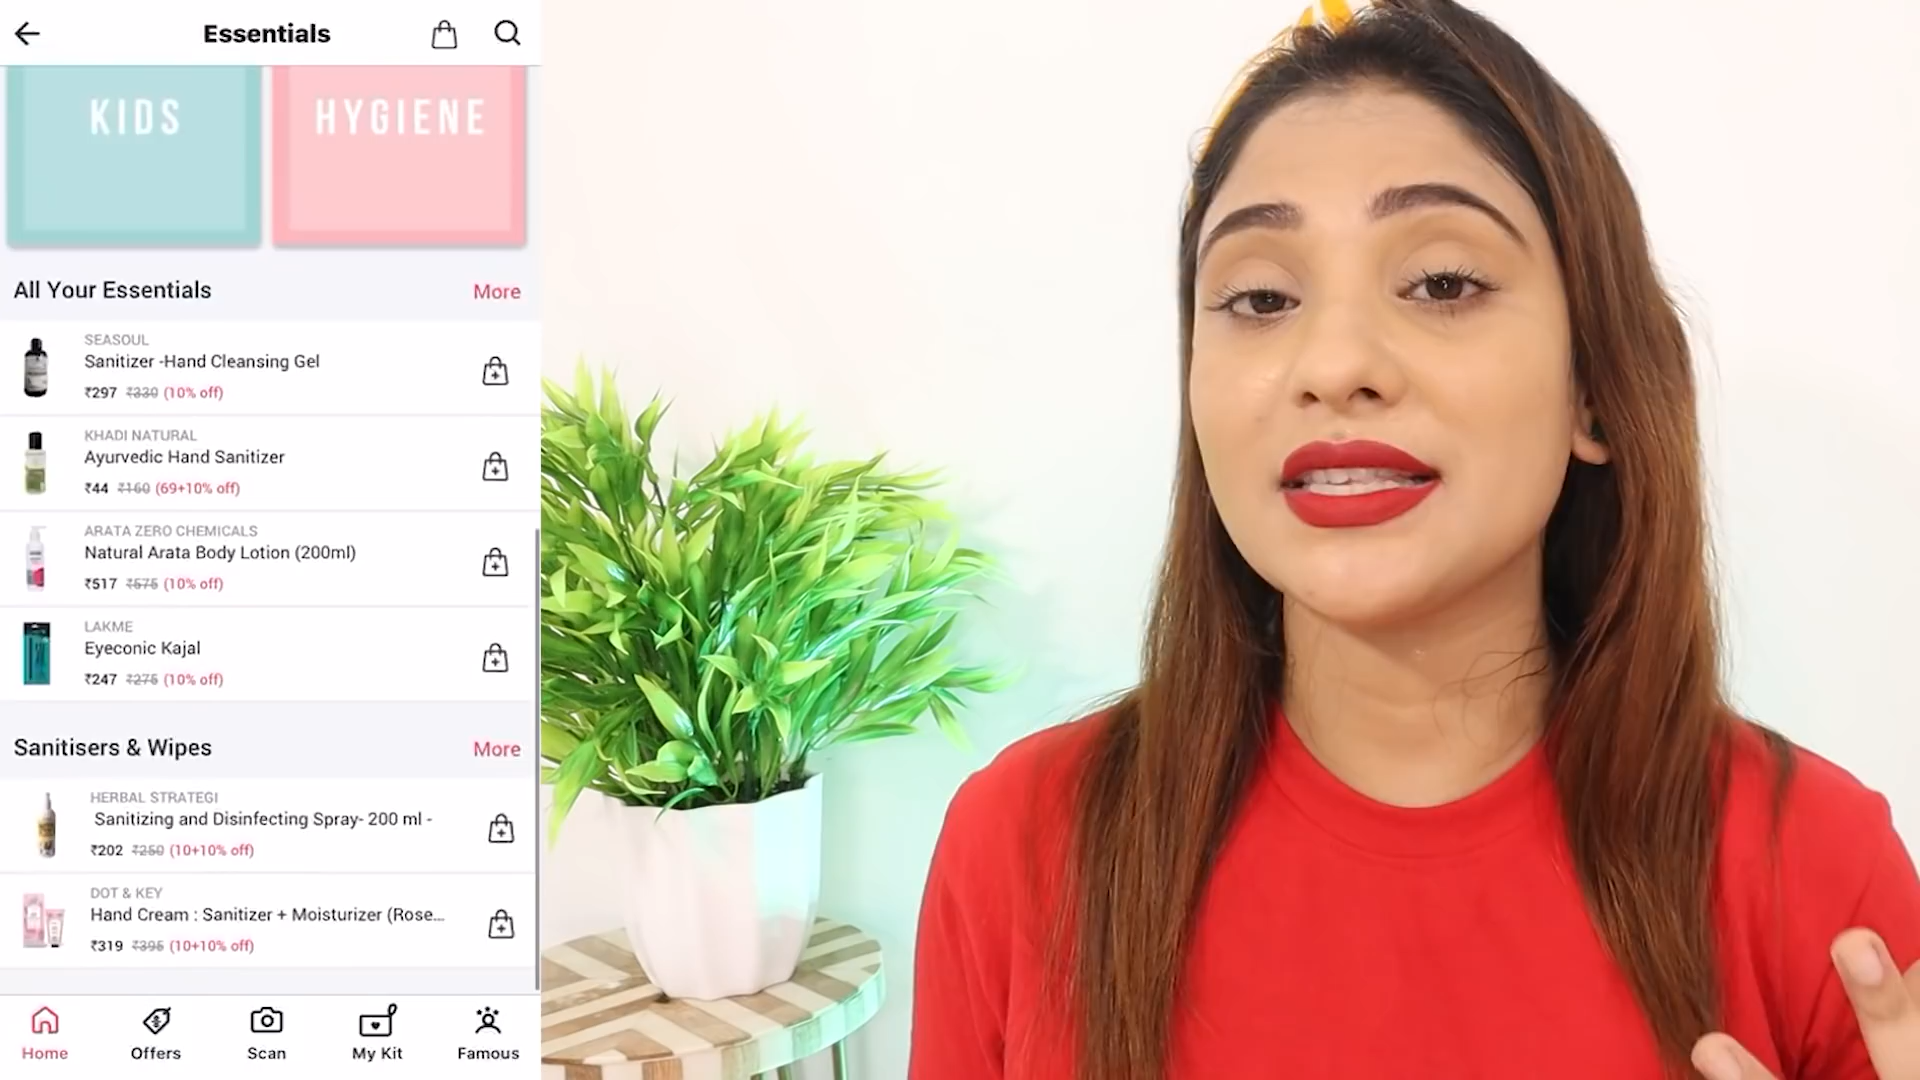 Essentials
KIDS
HYGIENE
All Your Essentials
More
SEASOUL
Sanitizer -Hand Cleansing Gel
₹297 ₹330 (10% off)
KHADI NATURAL
Ayurvedic Hand Sanitizer
₹44 ₹160 (69+10% off)
ARATA ZERO CHEMICALS
Natural Arata Body Lotion (200ml)
₹517 ₹575 (10% off)
LAKME
Eyeconic Kajal
₹247 ₹275 (10% off)
Sanitisers & Wipes
More
HERBAL STRATEGI
Sanitizing and Disinfecting Spray- 200 ml -
₹202 ₹250 (10+10% off)
DOT & KEY
Hand Cream : Sanitizer + Moisturizer (Rose...
₹319 ₹395 (10+10% off)
Home
Offers
Scan
My Kit
Famous